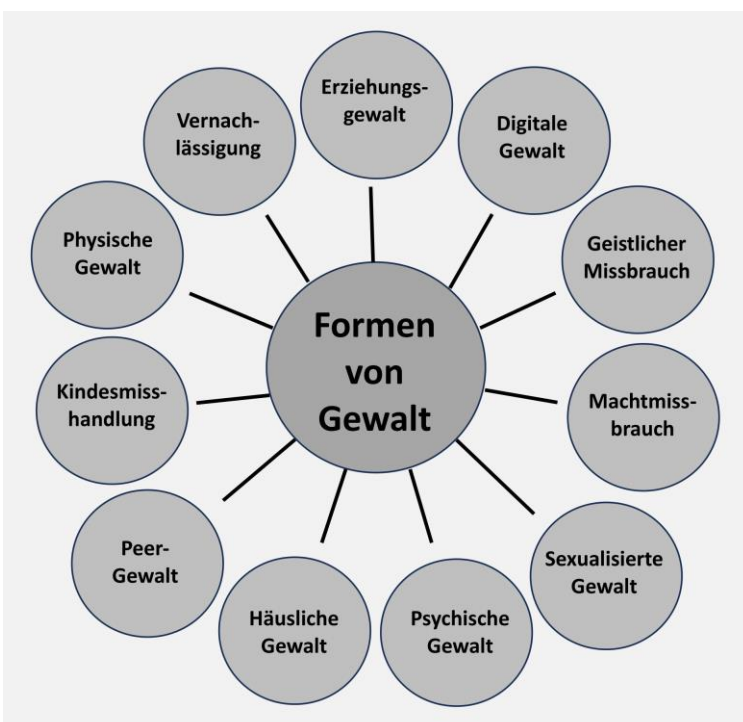 Formen
von
Gewalt
Erziehungs-
gewalt
Digitale
Gewalt
Geistlicher
Missbrauch
Machtmiss-
brauch
Sexualisierte
Gewalt
Psychische
Gewalt
Häusliche
Gewalt
Peer-
Gewalt
Kindesmiss-
handlung
Physische
Gewalt
Vernach-
lässigung